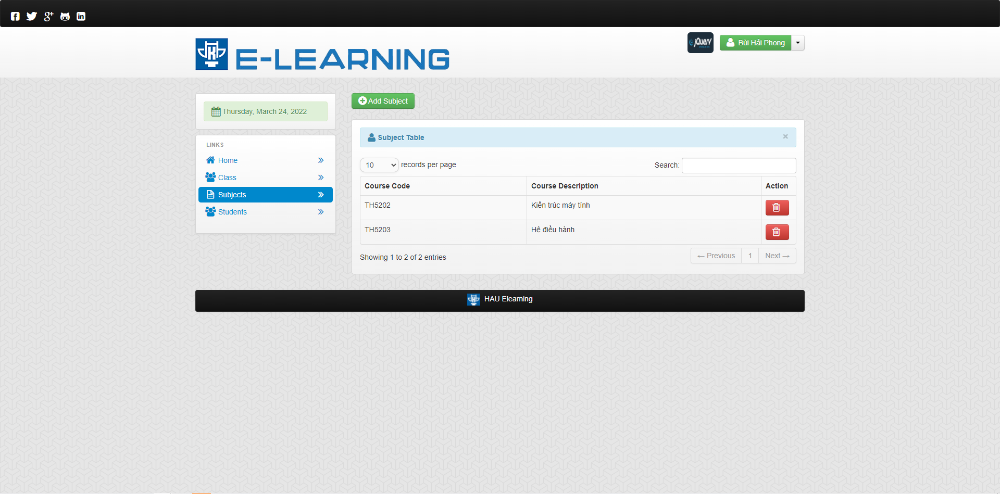 jQuery
Bùi Hải Phong
E-LEARNING
Thursday, March 24, 2022
LINKS
Home
Class
Subjects
Students
Add Subject
Subject Table ×
10 records per page Search:
Course Code Course Description Action
TH5202 Kiến trúc máy tính
TH5203 Hệ điều hành
Showing 1 to 2 of 2 entries
← Previous 1 Next →
HAU Elearning